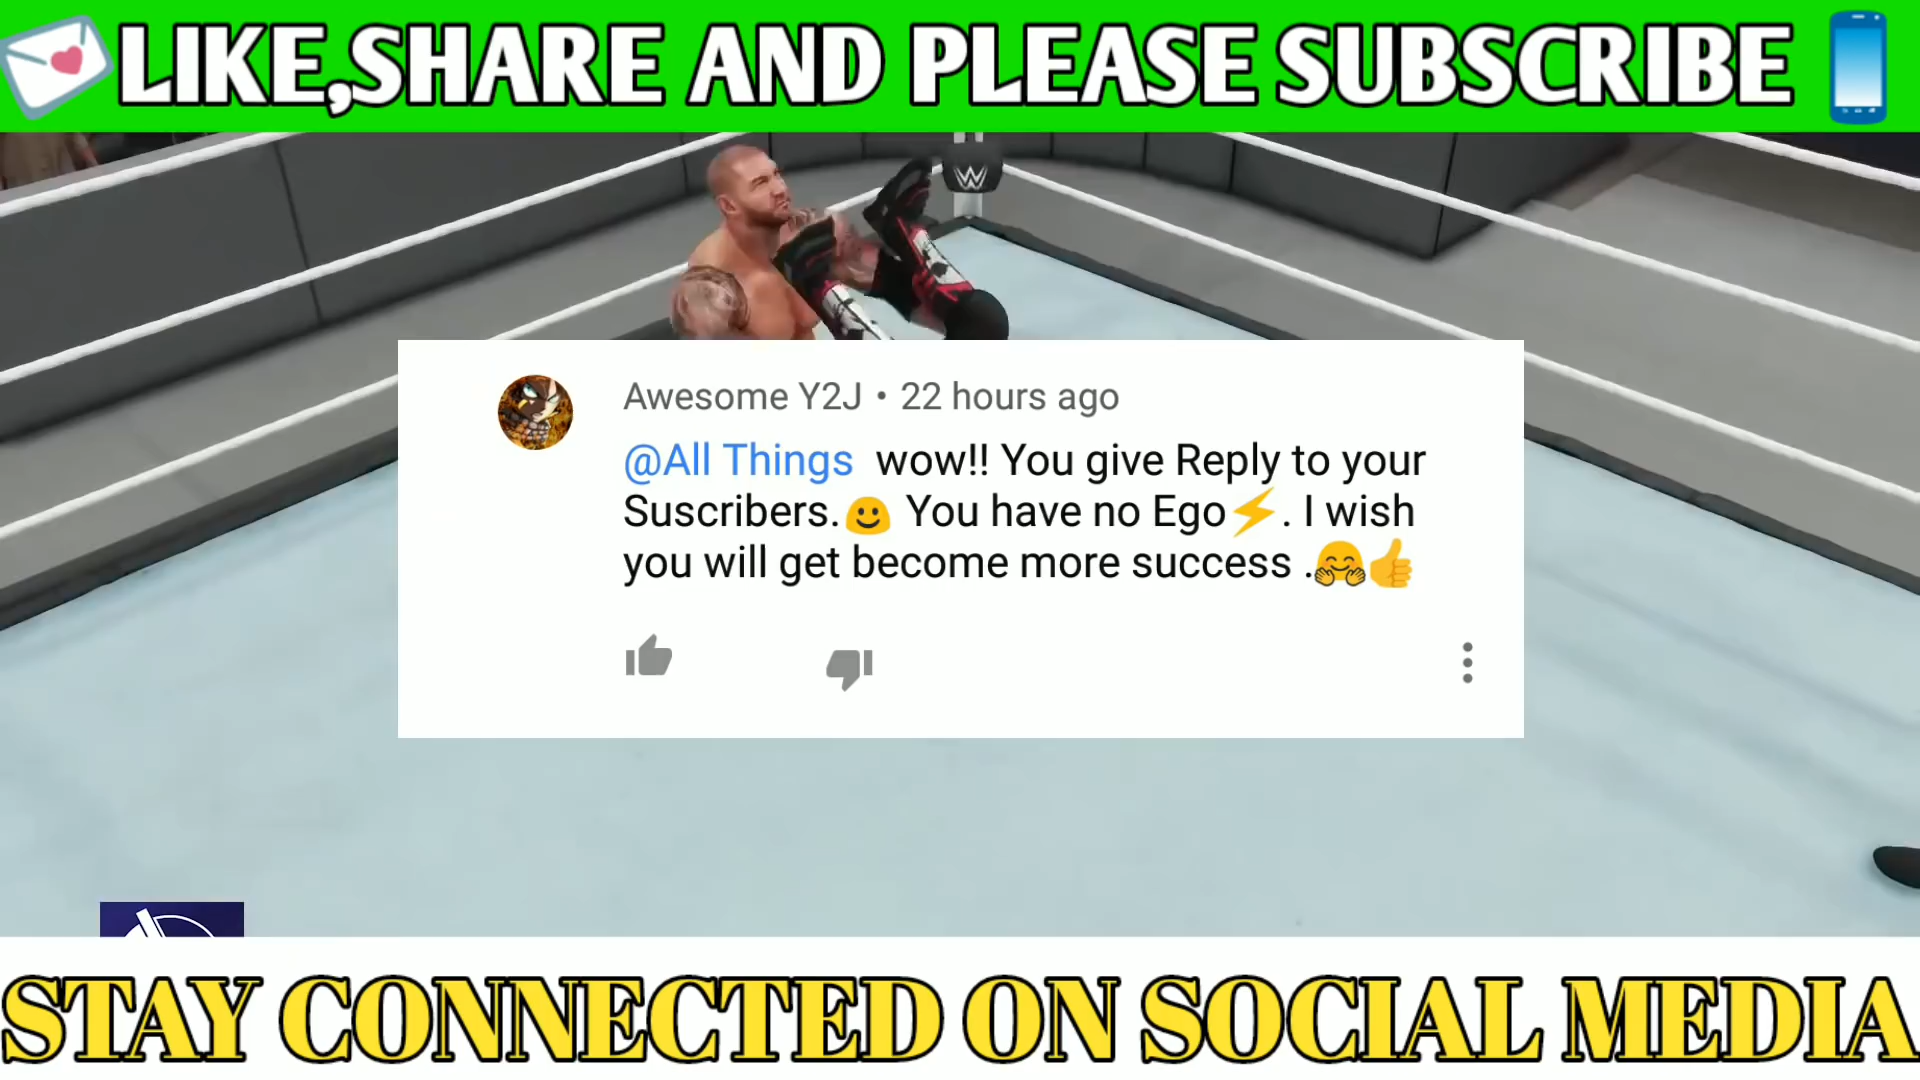 LIKE,SHARE AND PLEASE SUBSCRIBE
W
Awesome Y2J • 22 hours ago
@All Things wow!! You give Reply to your
Suscribers.🙂 You have no Ego⚡. I wish
you will get become more success .🤗👍
STAY CONNECTED ON SOCIAL MEDIA